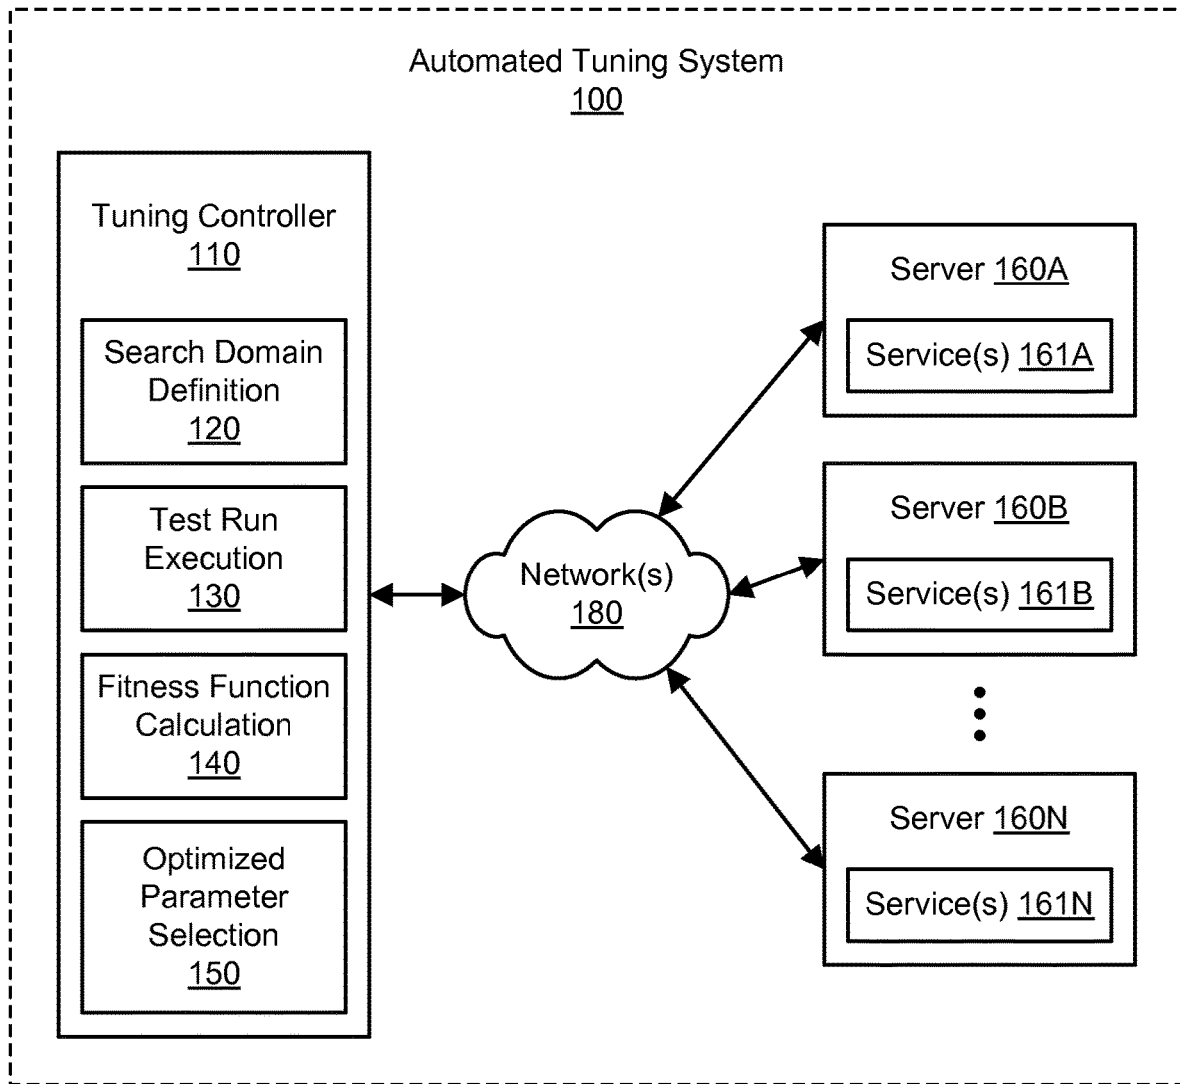 Automated Tuning System
100
Tuning Controller
110
Search Domain
Definition
120
Test Run
Execution
130
Fitness Function
Calculation
140
Optimized
Parameter
Selection
150
Network(s)
180
Server 160A
Service(s) 161A
Server 160B
Service(s) 161B
Server 160N
Service(s) 161N